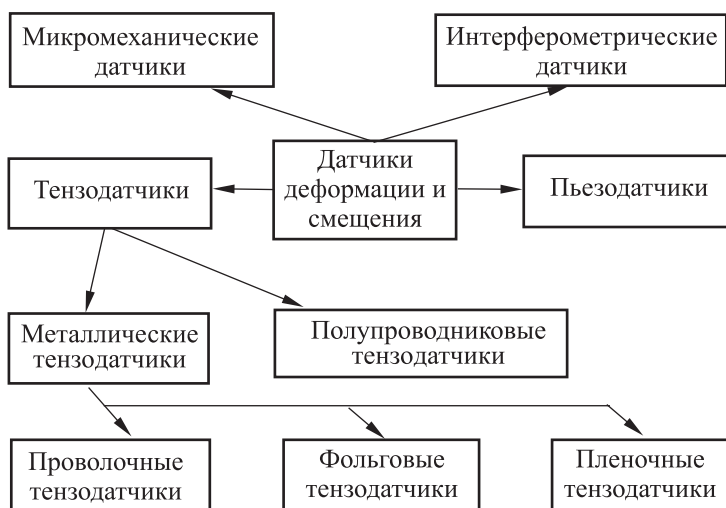 Микромеханические
датчики
Интерферометрические
датчики
Тензодатчики
Датчики
деформации и
смещения
Пьезодатчики
Металлические
тензодатчики
Полупроводниковые
тензодатчики
Проволочные
тензодатчики
Фольговые
тензодатчики
Пленочные
тензодатчики